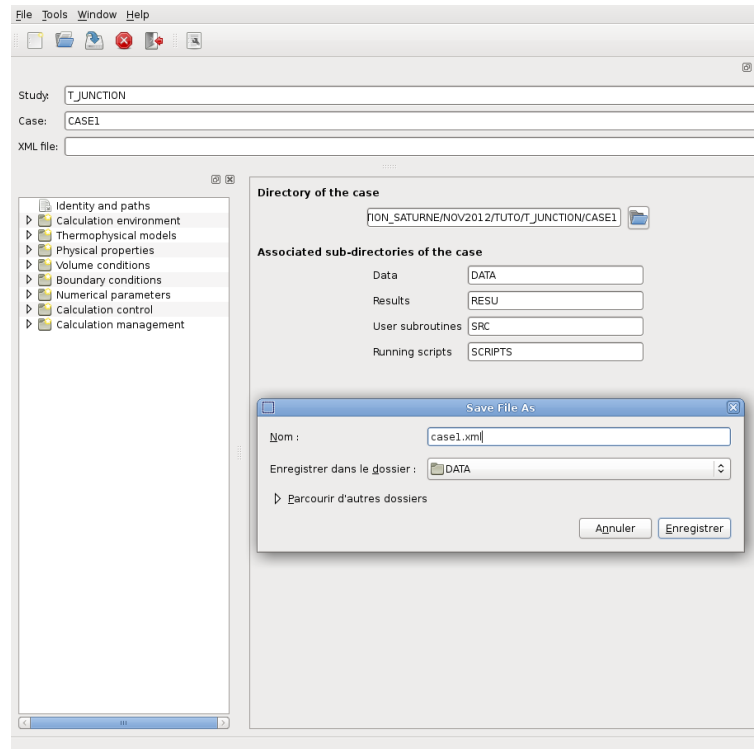 File Tools Window Help
Study: T_JUNCTION
Case: CASE1
XML file:
Identity and paths
Calculation environment
Thermophysical models
Physical properties
Volume conditions
Boundary conditions
Numerical parameters
Calculation control
Calculation management
Directory of the case
ION_SATURNE/NOV2012/TUTO/T_JUNCTION/CASE1
Associated sub-directories of the case
Data DATA
Results RESU
User subroutines SRC
Running scripts SCRIPTS
Save File As
Nom : case1.xml
Enregistrer dans le dossier : DATA
Parcourir d'autres dossiers
Annuler Enregistrer